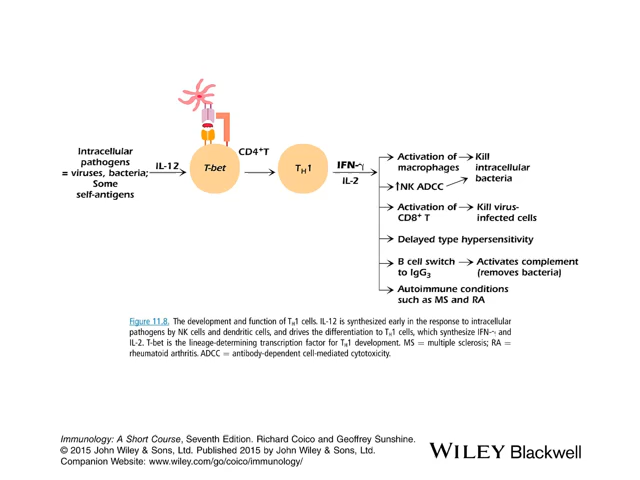 Intracellular
pathogens
= viruses, bacteria;
Some
self-antigens
IL-12
T-bet
CD4⁺T
T_H1
IFN-γ
IL-2
Activation of
macrophages
Kill
intracellular
bacteria
↑NK ADCC
Activation of
CD8⁺ T
Kill virus-
infected cells
Delayed type hypersensitivity
B cell switch
to IgG₃
Activates complement
(removes bacteria)
Autoimmune conditions
such as MS and RA
Figure 11.8. The development and function of T_H1 cells. IL-12 is synthesized early in the response to intracellular
pathogens by NK cells and dendritic cells, and drives the differentiation to T_H1 cells, which synthesize IFN-γ and
IL-2. T-bet is the lineage-determining transcription factor for T_H1 development. MS = multiple sclerosis; RA =
rheumatoid arthritis. ADCC = antibody-dependent cell-mediated cytotoxicity.
Immunology: A Short Course, Seventh Edition. Richard Coico and Geoffrey Sunshine.
© 2015 John Wiley & Sons, Ltd. Published 2015 by John Wiley & Sons, Ltd.
Companion Website: www.wiley.com/go/coico/immunology/
WILEY Blackwell